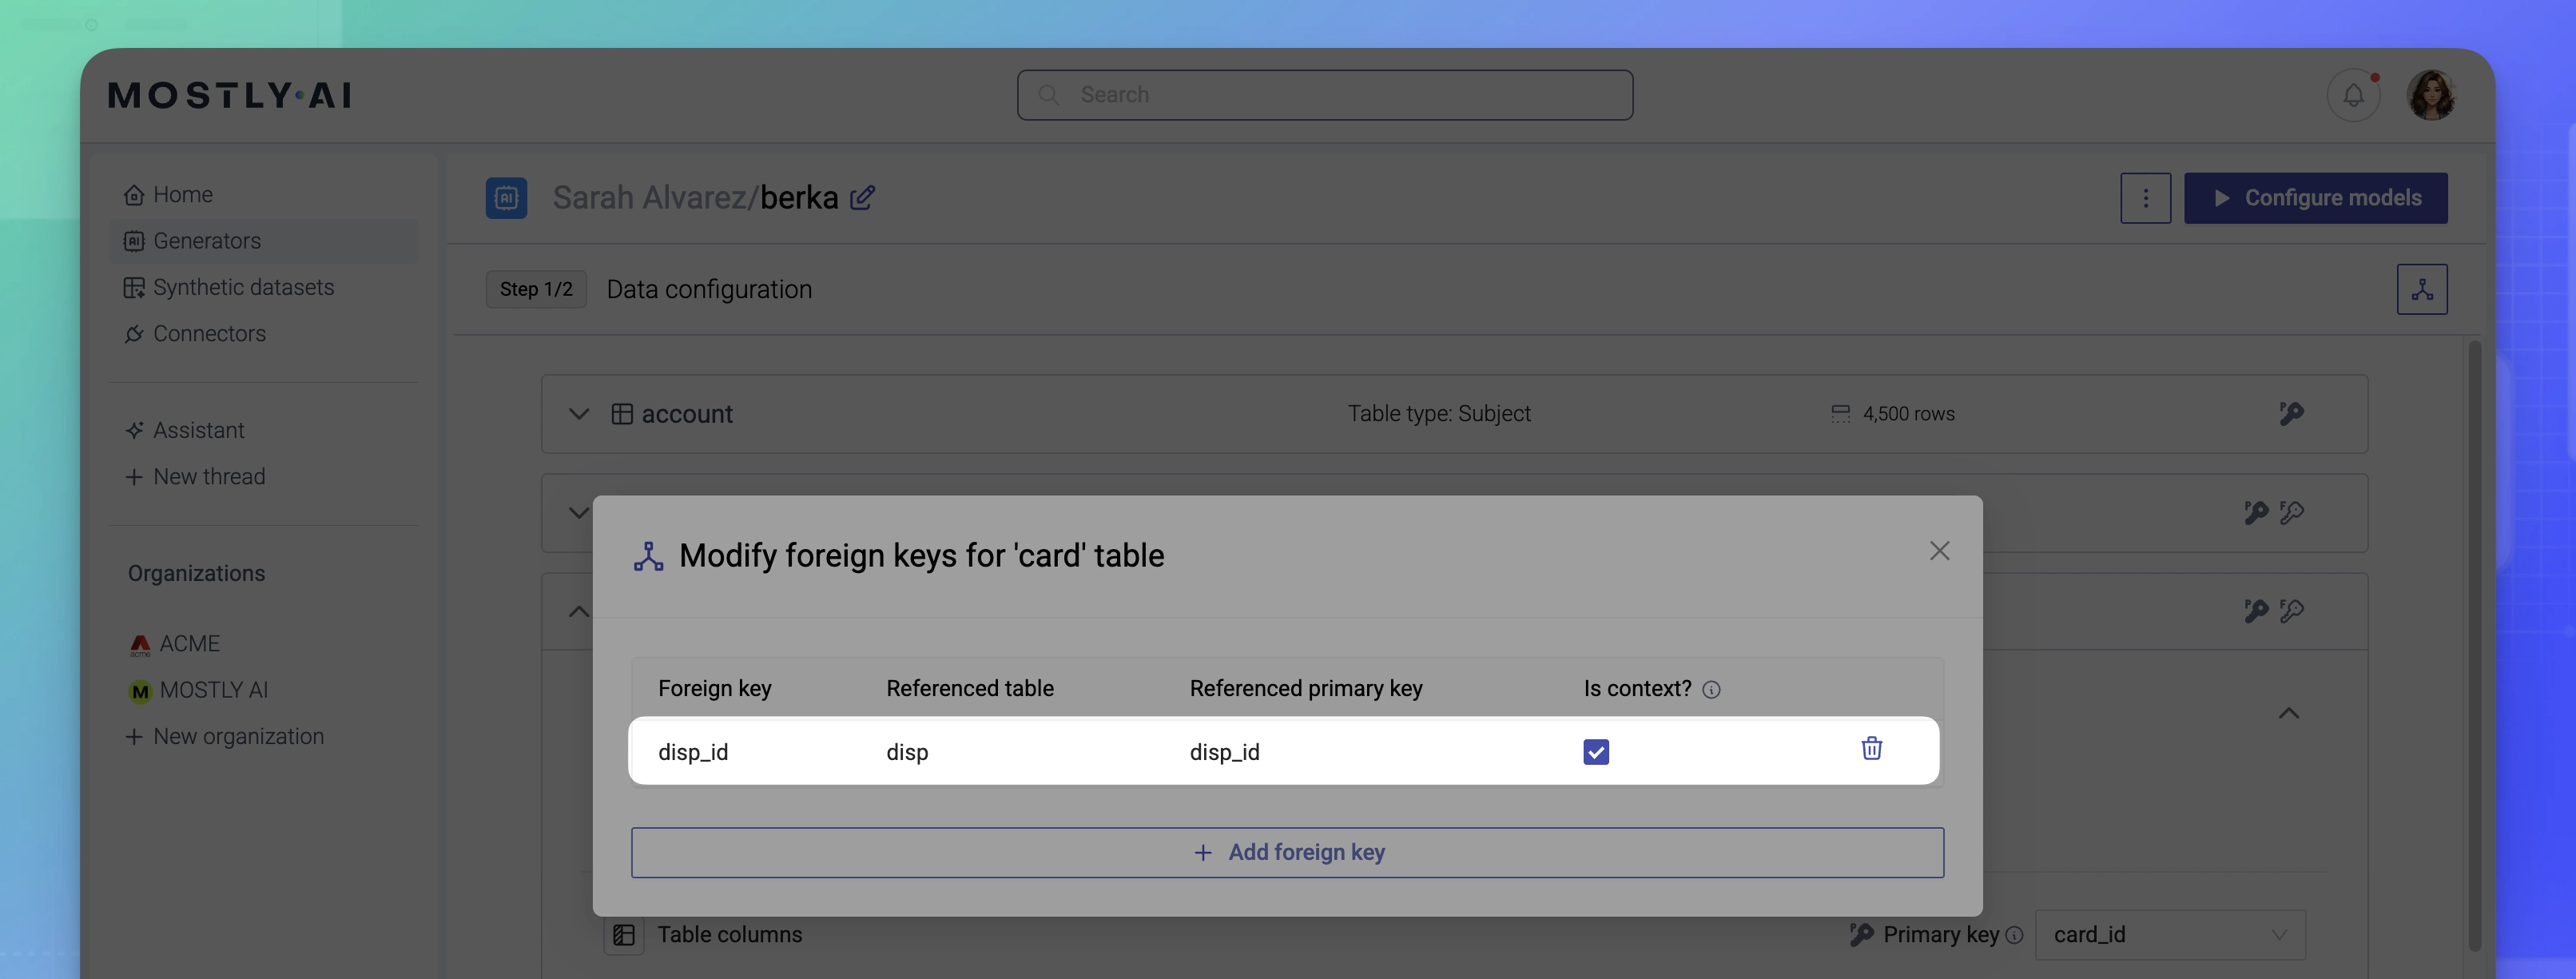 MOSTLY·AI
Search
Home
Generators
Synthetic datasets
Connectors
Assistant
New thread
Organizations
acme ACME
M MOSTLY AI
New organization
AI Sarah Alvarez/berka
Configure models
Step 1/2 Data configuration
account Table type: Subject 4,500 rows P
P F
P F
Modify foreign keys for 'card' table
Foreign key Referenced table Referenced primary key Is context?
disp_id disp disp_id
+ Add foreign key
Table columns P Primary key card_id